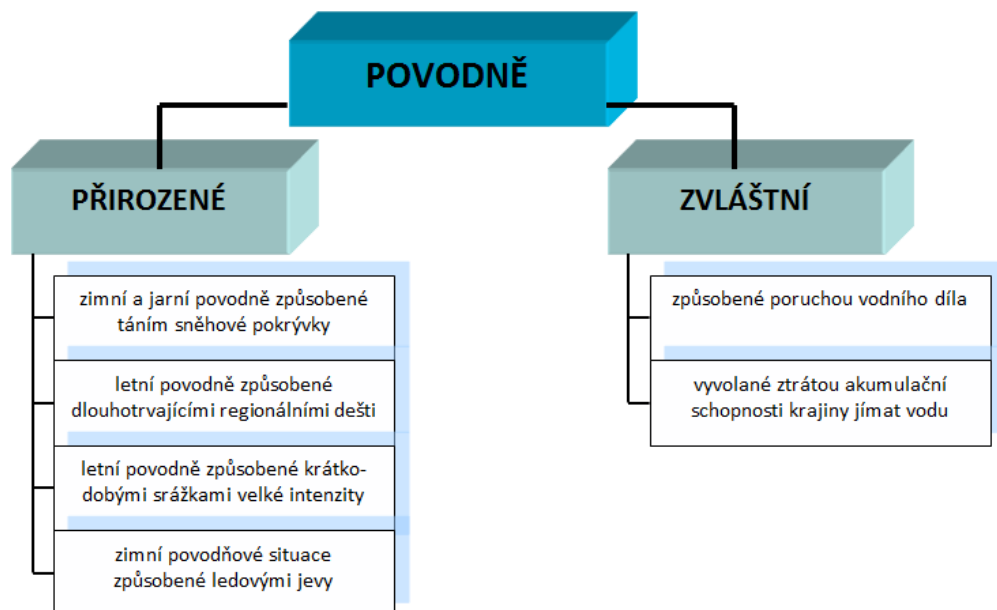 POVODNĚ
PŘIROZENÉ
zimní a jarní povodně způsobené
táním sněhové pokrývky
letní povodně způsobené
dlouhotrvajícími regionálními dešti
letní povodně způsobené krátko-
dobými srážkami velké intenzity
zimní povodňové situace
způsobené ledovými jevy
ZVLÁŠTNÍ
způsobené poruchou vodního díla
vyvolané ztrátou akumulační
schopnosti krajiny jímat vodu